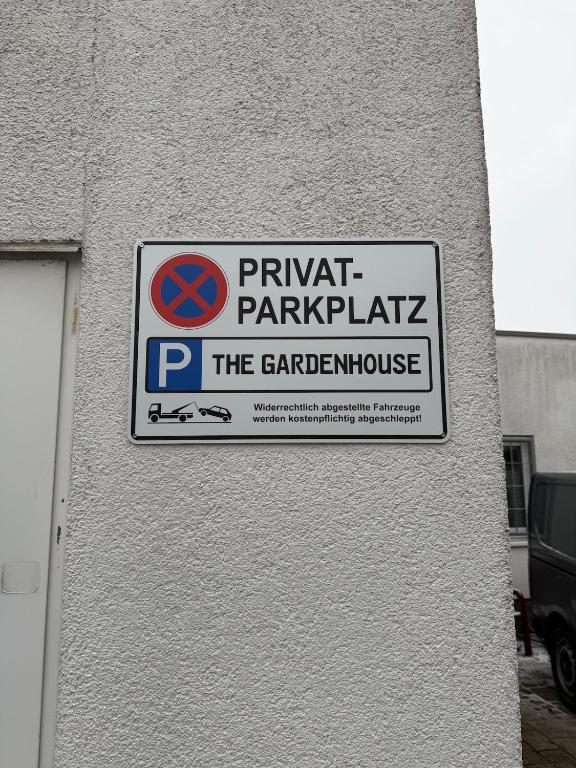 PRIVAT-
PARKPLATZ
P THE GARDENHOUSE
Widerrechtlich abgestellte Fahrzeuge
werden kostenpflichtig abgeschleppt!